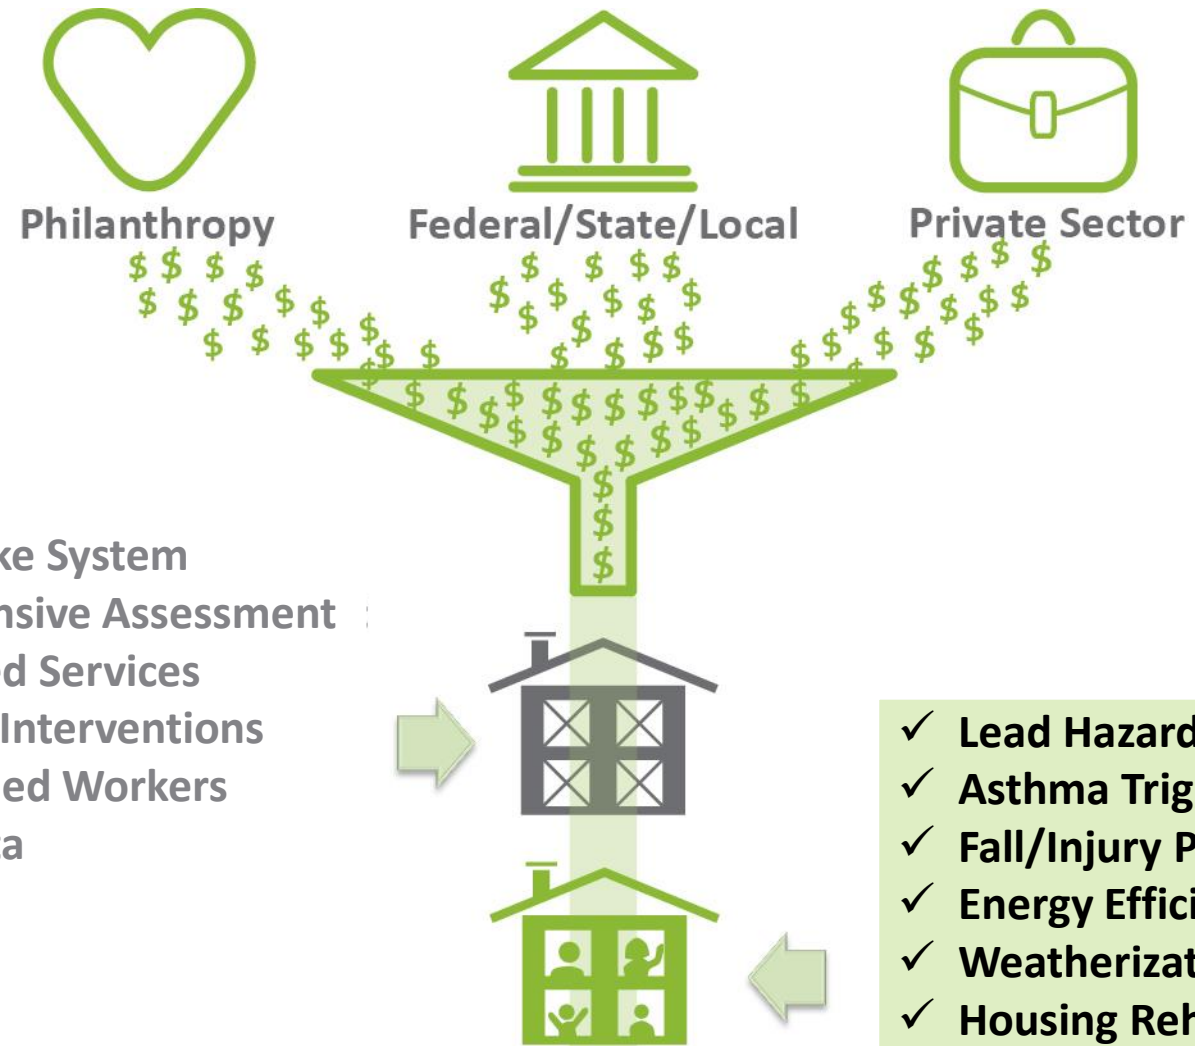 Philanthropy
Federal/State/Local
Private Sector
ke System
nsive Assessment
d Services
Interventions
ed Workers
a
✓ Lead Hazard
✓ Asthma Trig
✓ Fall/Injury P
✓ Energy Effici
✓ Weatherizat
✓ Housing Reh